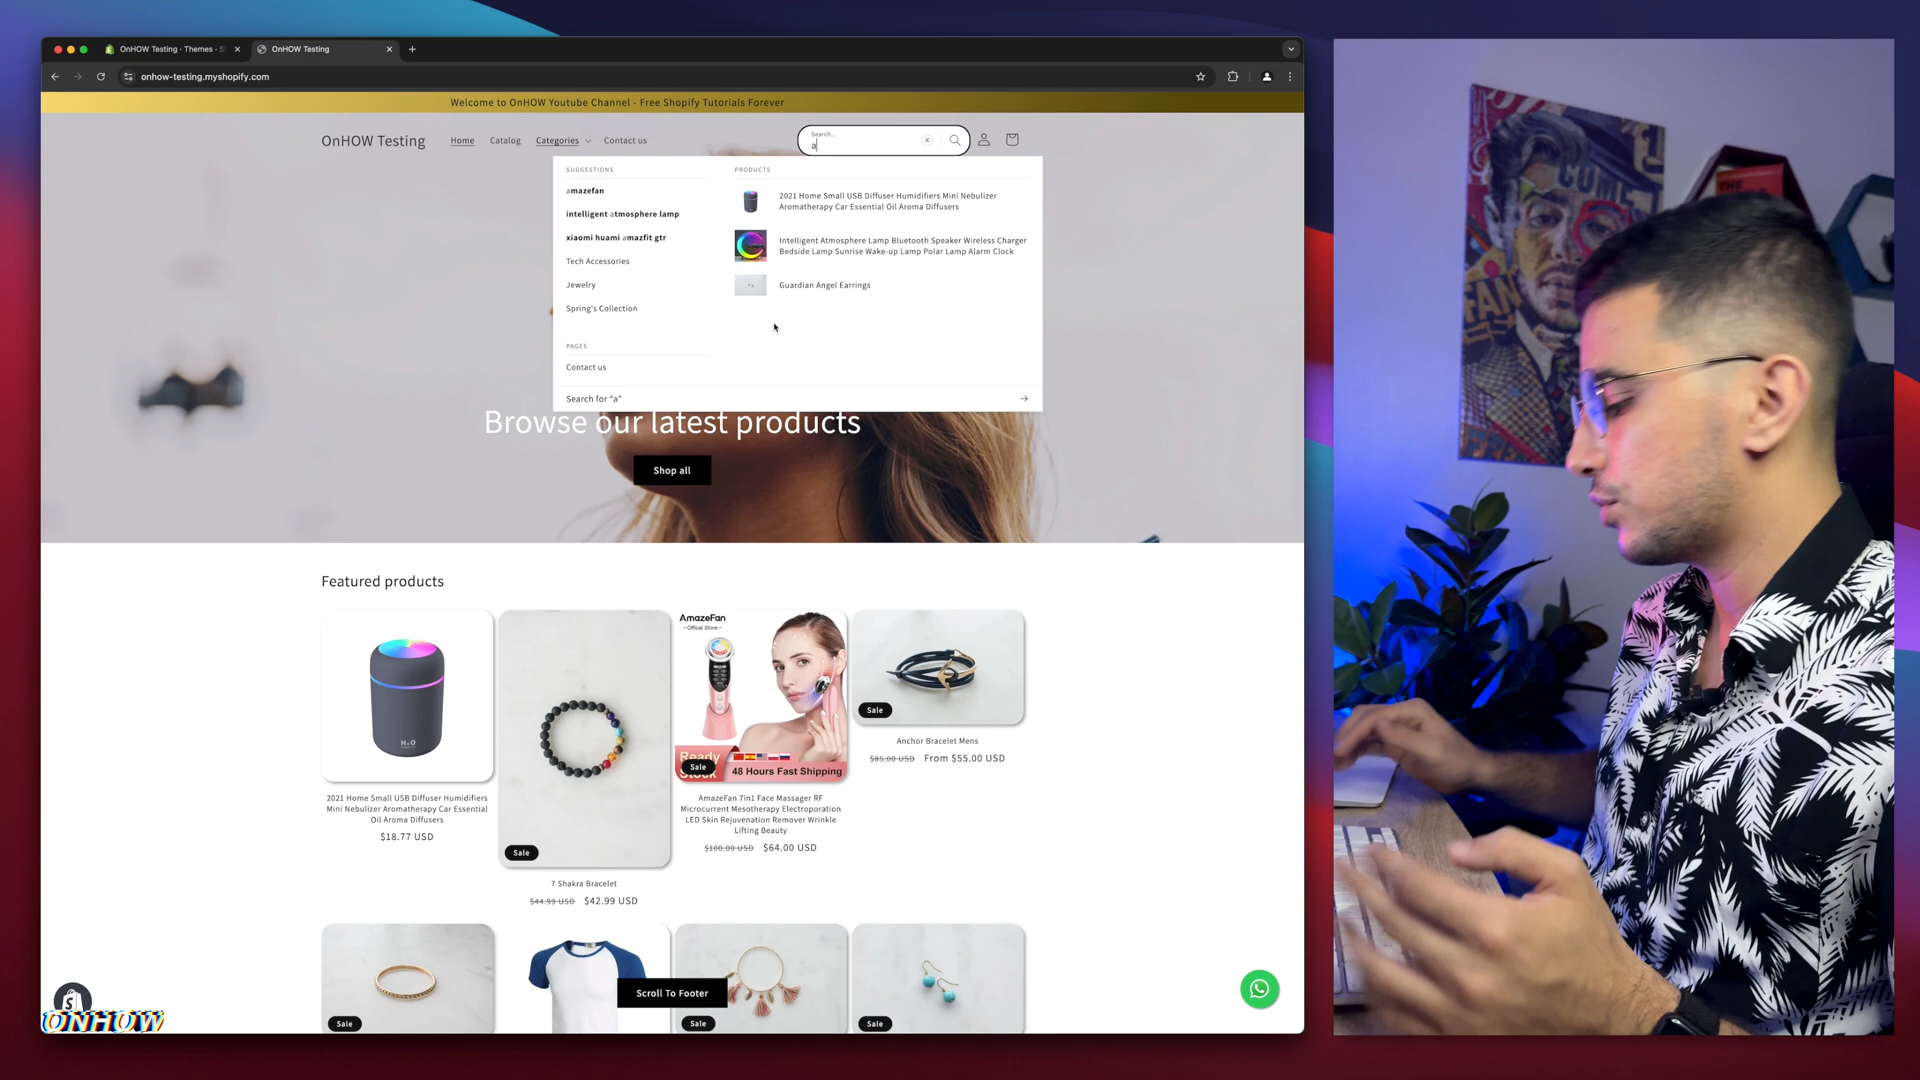 OnHOW Testing · Themes · S
OnHOW Testing
onhow-testing.myshopify.com
Welcome to OnHOW Youtube Channel - Free Shopify Tutorials Forever
OnHOW Testing
Home
Catalog
Categories
Contact us
Search...
a
SUGGESTIONS
amazefan
intelligent atmosphere lamp
xiaomi huami amazfit gtr
Tech Accessories
Jewelry
Spring's Collection
PAGES
Contact us
PRODUCTS
2021 Home Small USB Diffuser Humidifiers Mini Nebulizer
Aromatherapy Car Essential Oil Aroma Diffusers
Intelligent Atmosphere Lamp Bluetooth Speaker Wireless Charger
Bedside Lamp Sunrise Wake-up Lamp Polar Lamp Alarm Clock
Guardian Angel Earrings
Search for “a”
Browse our latest products
Shop all
Featured products
H₂O
2021 Home Small USB Diffuser Humidifiers
Mini Nebulizer Aromatherapy Car Essential
Oil Aroma Diffusers
$18.77 USD
Sale
7 Shakra Bracelet
$44.99 USD $42.99 USD
AmazeFan
Official Store
Ready
Stock
48 Hours Fast Shipping
Sale
AmazeFan 7in1 Face Massager RF
Microcurrent Mesotherapy Electroporation
LED Skin Rejuvenation Remover Wrinkle
Lifting Beauty
$100.00 USD $64.00 USD
Sale
Anchor Bracelet Mens
$85.00 USD From $55.00 USD
Sale
Scroll To Footer
Sale
Sale
ONHOW
COME
FAN
THE